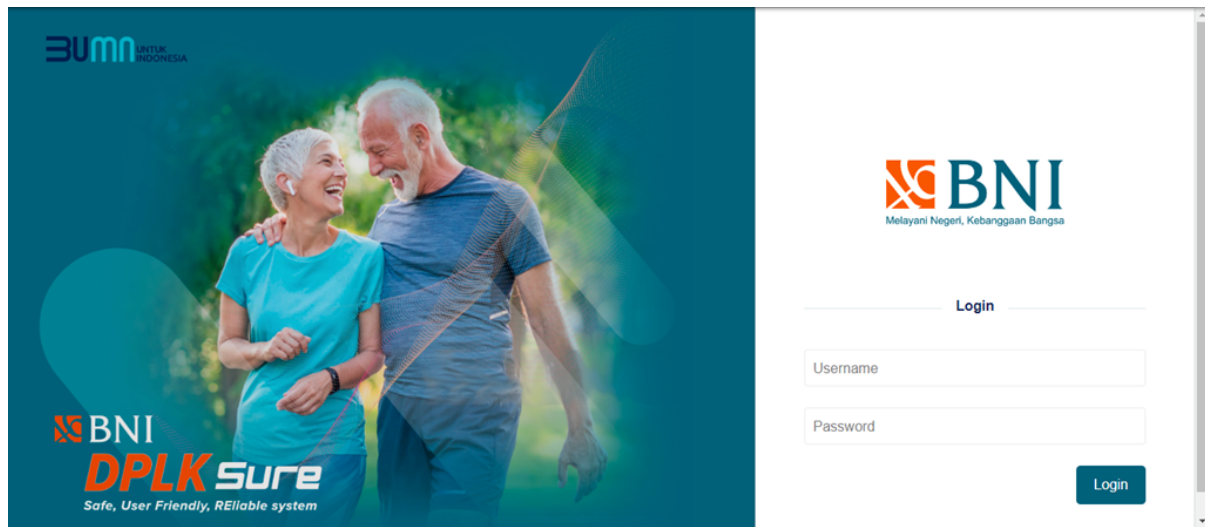 BUMN UNTUK
INDONESIA
BNI
DPLK Sure
Safe, User Friendly, REliable system
BNI
Melayani Negeri, Kebanggaan Bangsa
Login
Username
Password
Login